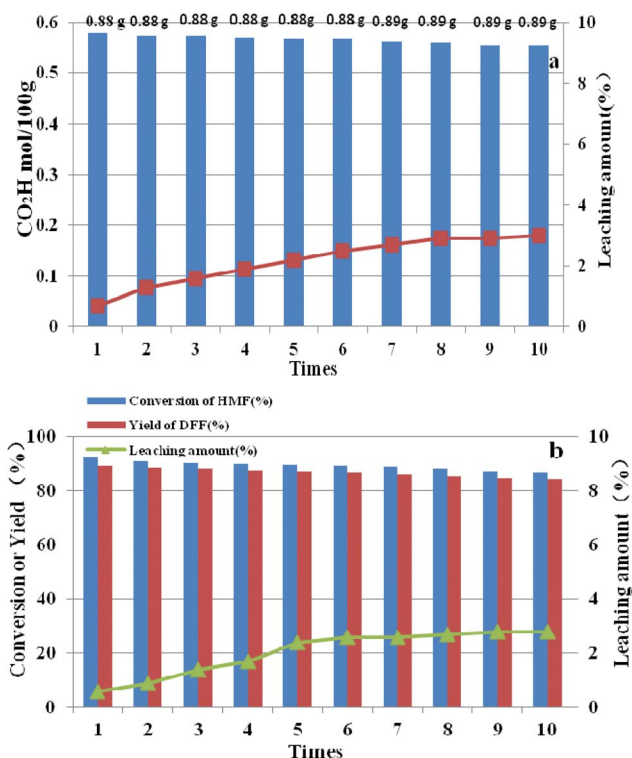 0.6 0.88 g 0.88 g 0.88 g 0.88 g 0.88 g 0.88 g 0.89g 0.89 g 0.89 g 0.89 g 10
a
0.5 8
0.4
6
0.3
0.2 4
0.1 2
0 0
CO₂H mol/100g
Leaching amount(%)
1 2 3 4 5 6 7 8 9 10
Times
Conversion of HMF(%)
Yield of DFF(%)
Leaching amount(%)
100 10
b
80 8
60 6
40 4
20 2
0 0
Conversion or Yield （%）
Leaching amount（%）
1 2 3 4 5 6 7 8 9 10
Times